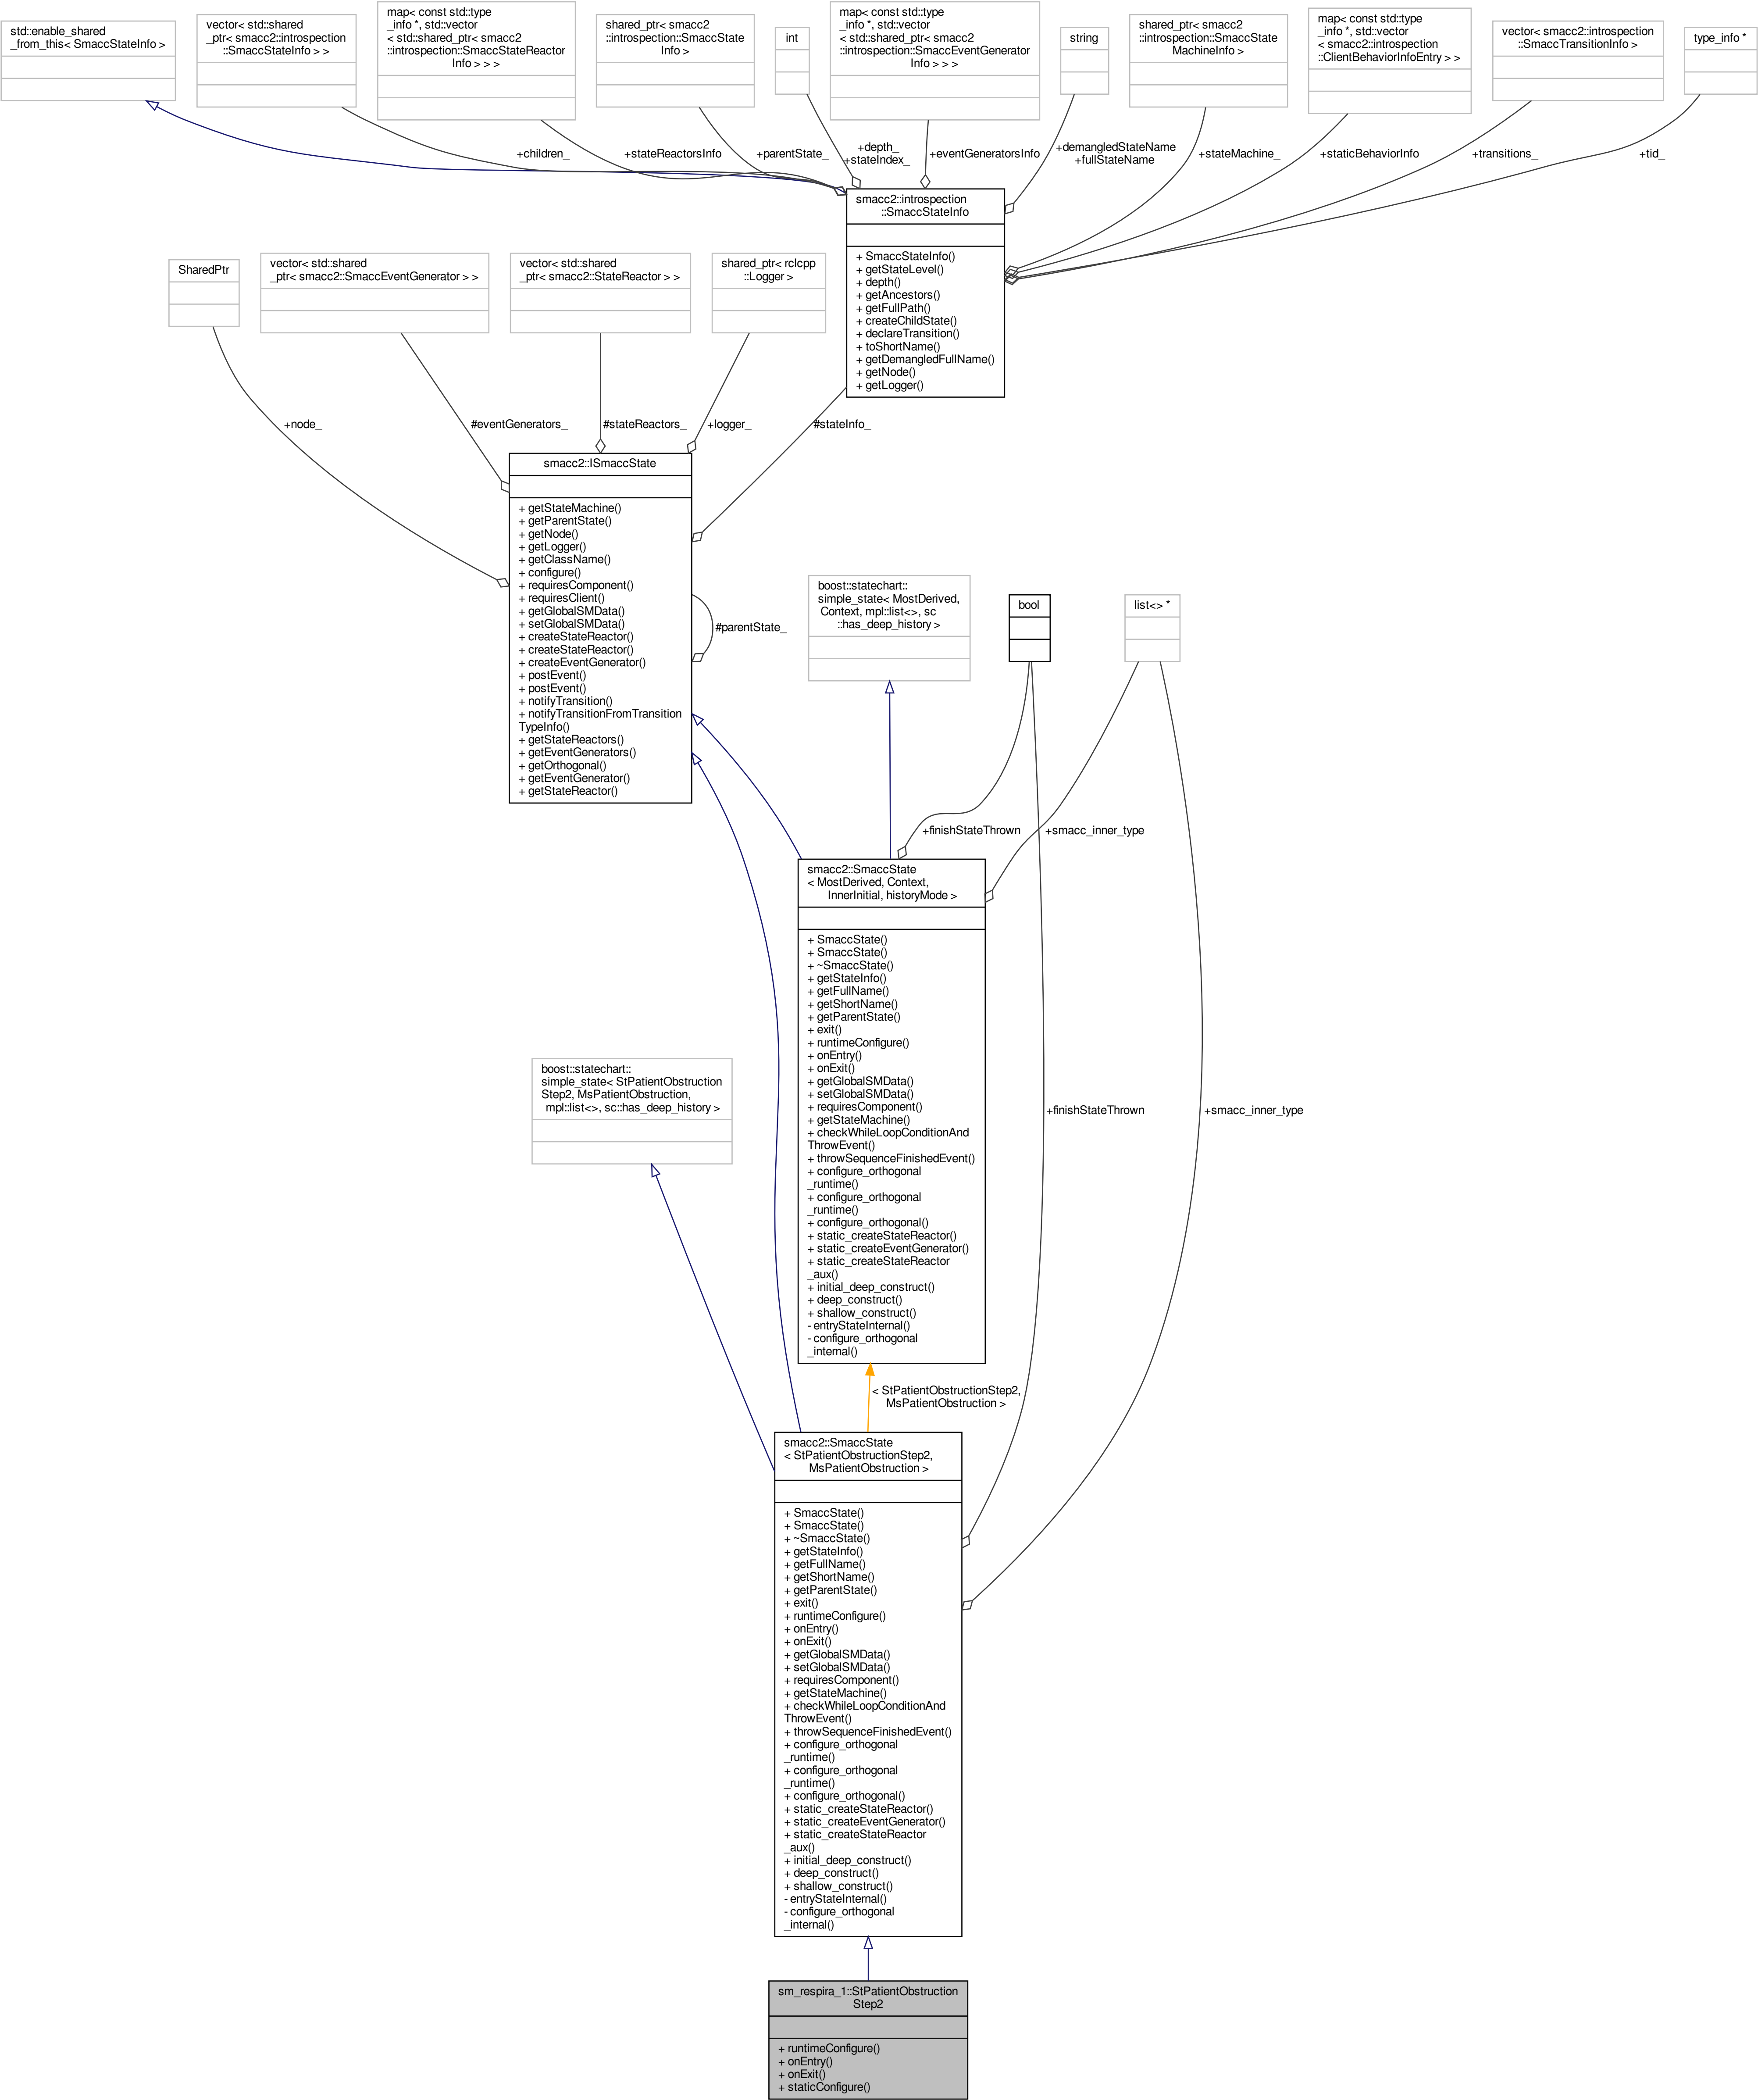 std::enable_shared
_from_this< SmaccStateInfo >
vector< std::shared
_ptr< smacc2::introspection
::SmaccStateInfo > >
map< const std::type
_info *, std::vector
< std::shared_ptr< smacc2
::introspection::SmaccStateReactor
Info > > >
shared_ptr< smacc2
::introspection::SmaccState
Info >
int
map< const std::type
_info *, std::vector
< std::shared_ptr< smacc2
::introspection::SmaccEventGenerator
Info > > >
string
shared_ptr< smacc2
::introspection::SmaccState
MachineInfo >
map< const std::type
_info *, std::vector
< smacc2::introspection
::ClientBehaviorInfoEntry > >
vector< smacc2::introspection
::SmaccTransitionInfo >
type_info *
+children_
+stateReactorsInfo
+parentState_
+depth_
+stateIndex_
+eventGeneratorsInfo
+demangledStateName
+fullStateName
+stateMachine_
+staticBehaviorInfo
+transitions_
+tid_
smacc2::introspection
::SmaccStateInfo
+ SmaccStateInfo()
+ getStateLevel()
+ depth()
+ getAncestors()
+ getFullPath()
+ createChildState()
+ declareTransition()
+ toShortName()
+ getDemangledFullName()
+ getNode()
+ getLogger()
SharedPtr
vector< std::shared
_ptr< smacc2::SmaccEventGenerator > >
vector< std::shared
_ptr< smacc2::StateReactor > >
shared_ptr< rclcpp
::Logger >
+node_
#eventGenerators_
#stateReactors_
+logger_
#stateInfo_
smacc2::ISmaccState
+ getStateMachine()
+ getParentState()
+ getNode()
+ getLogger()
+ getClassName()
+ configure()
+ requiresComponent()
+ requiresClient()
+ getGlobalSMData()
+ setGlobalSMData()
+ createStateReactor()
+ createStateReactor()
+ createEventGenerator()
+ postEvent()
+ postEvent()
+ notifyTransition()
+ notifyTransitionFromTransition
TypeInfo()
+ getStateReactors()
+ getEventGenerators()
+ getOrthogonal()
+ getEventGenerator()
+ getStateReactor()
#parentState_
boost::statechart::
simple_state< MostDerived,
Context, mpl::list<>, sc
::has_deep_history >
bool
list<> *
+finishStateThrown
+smacc_inner_type
smacc2::SmaccState
< MostDerived, Context,
InnerInitial, historyMode >
+ SmaccState()
+ SmaccState()
+ ~SmaccState()
+ getStateInfo()
+ getFullName()
+ getShortName()
+ getParentState()
+ exit()
+ runtimeConfigure()
+ onEntry()
+ onExit()
+ getGlobalSMData()
+ setGlobalSMData()
+ requiresComponent()
+ getStateMachine()
+ checkWhileLoopConditionAnd
ThrowEvent()
+ throwSequenceFinishedEvent()
+ configure_orthogonal
_runtime()
+ configure_orthogonal
_runtime()
+ configure_orthogonal()
+ static_createStateReactor()
+ static_createEventGenerator()
+ static_createStateReactor
_aux()
+ initial_deep_construct()
+ deep_construct()
+ shallow_construct()
- entryStateInternal()
- configure_orthogonal
_internal()
boost::statechart::
simple_state< StPatientObstruction
Step2, MsPatientObstruction,
mpl::list<>, sc::has_deep_history >
+finishStateThrown
+smacc_inner_type
< StPatientObstructionStep2,
MsPatientObstruction >
smacc2::SmaccState
< StPatientObstructionStep2,
MsPatientObstruction >
+ SmaccState()
+ SmaccState()
+ ~SmaccState()
+ getStateInfo()
+ getFullName()
+ getShortName()
+ getParentState()
+ exit()
+ runtimeConfigure()
+ onEntry()
+ onExit()
+ getGlobalSMData()
+ setGlobalSMData()
+ requiresComponent()
+ getStateMachine()
+ checkWhileLoopConditionAnd
ThrowEvent()
+ throwSequenceFinishedEvent()
+ configure_orthogonal
_runtime()
+ configure_orthogonal
_runtime()
+ configure_orthogonal()
+ static_createStateReactor()
+ static_createEventGenerator()
+ static_createStateReactor
_aux()
+ initial_deep_construct()
+ deep_construct()
+ shallow_construct()
- entryStateInternal()
- configure_orthogonal
_internal()
sm_respira_1::StPatientObstruction
Step2
+ runtimeConfigure()
+ onEntry()
+ onExit()
+ staticConfigure()